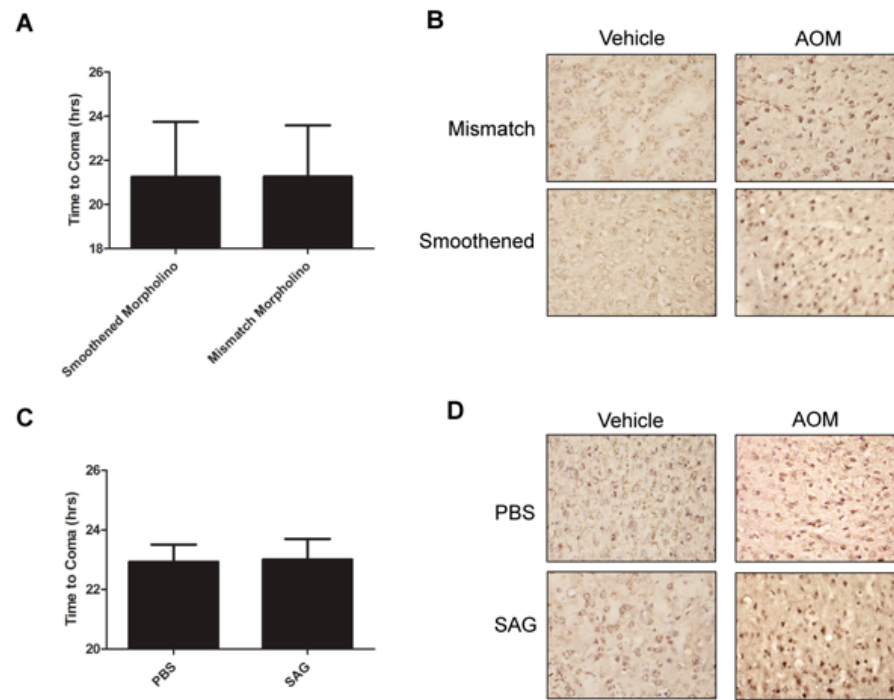 A
Time to Coma (hrs)
26
24
22
20
18
Smoothened Morpholino
Mismatch Morpholino
B
Vehicle
AOM
Mismatch
Smoothened
C
Time to Coma (hrs)
26
24
22
20
PBS
SAG
D
Vehicle
AOM
PBS
SAG